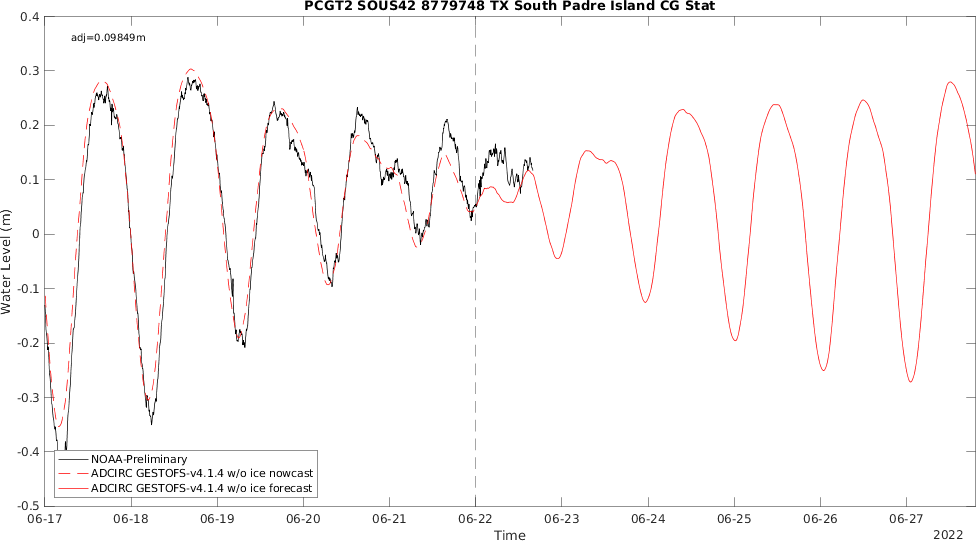 PCGT2 SOUS42 8779748 TX South Padre Island CG Stat
adj=0.09849m
0.4
0.3
0.2
0.1
0
-0.1
-0.2
-0.3
-0.4
-0.5
Water Level (m)
NOAA-Preliminary
ADCIRC GESTOFS-v4.1.4 w/o ice nowcast
ADCIRC GESTOFS-v4.1.4 w/o ice forecast
06-17 06-18 06-19 06-20 06-21 06-22 06-23 06-24 06-25 06-26 06-27
Time
2022